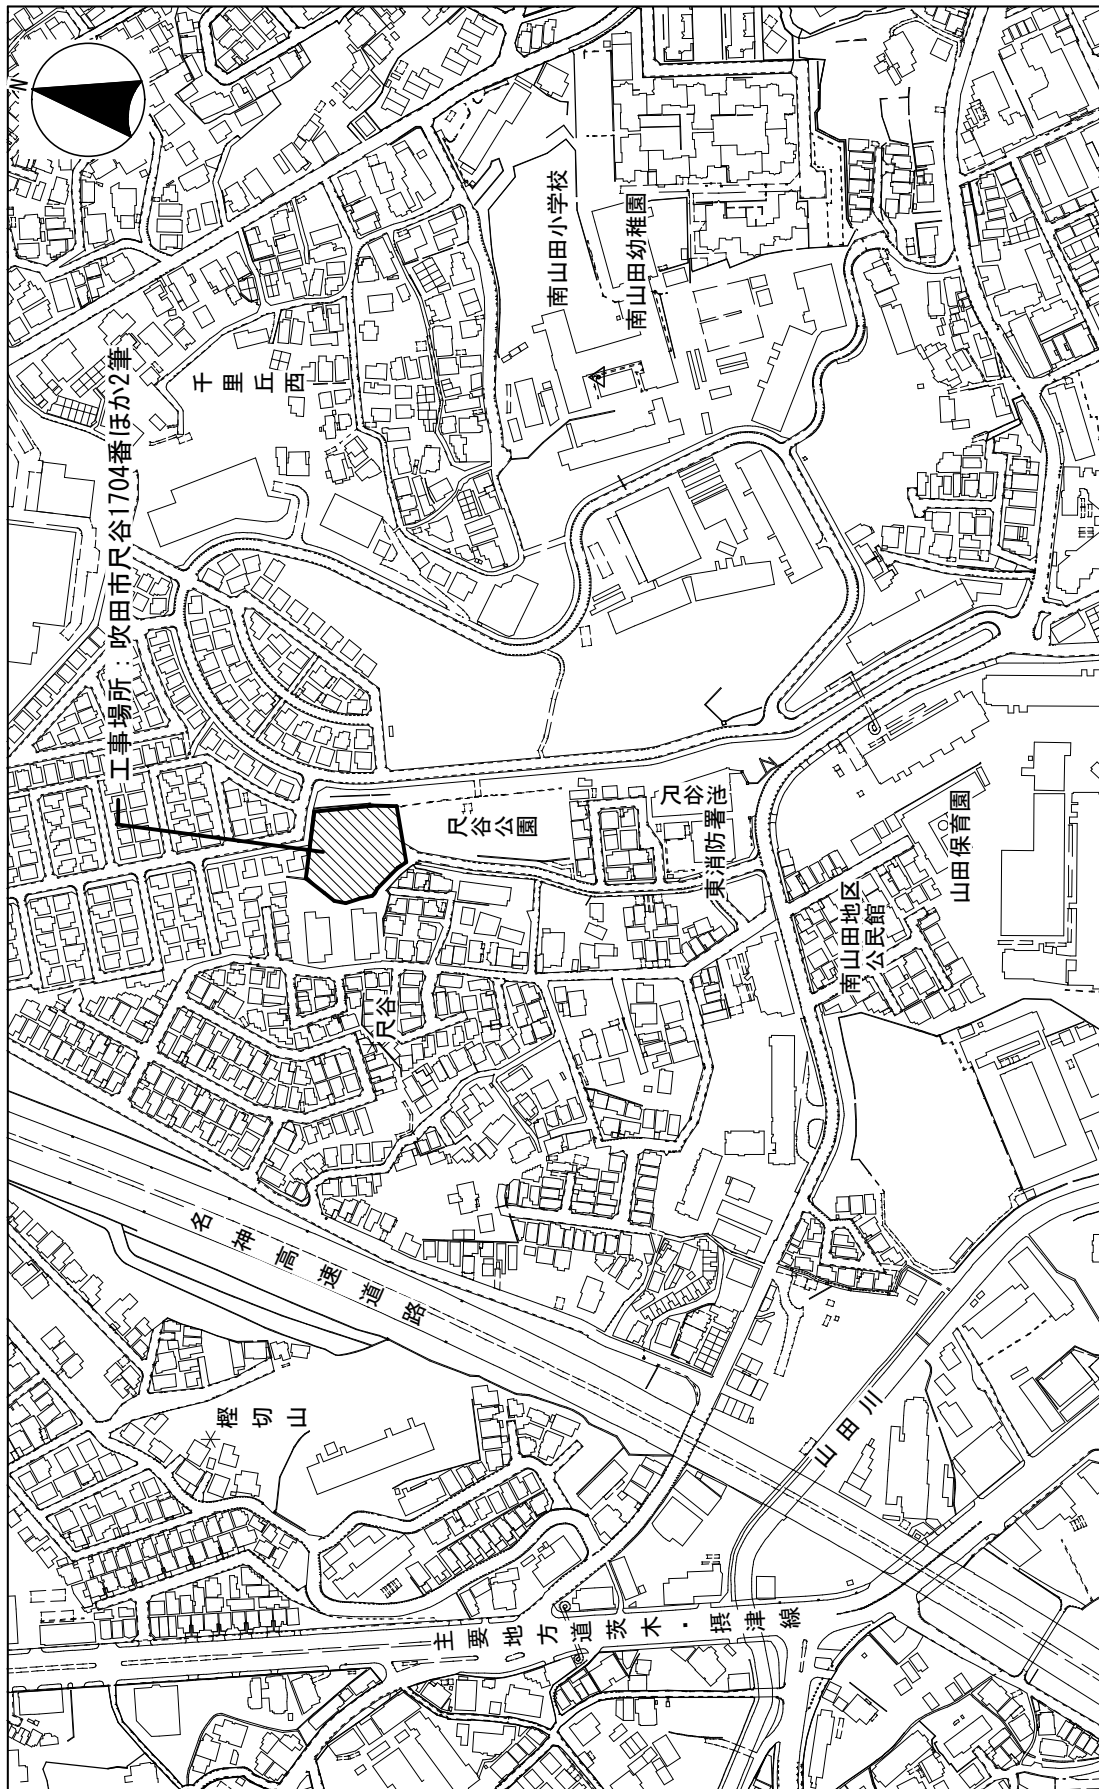 N
工事場所：吹田市尺谷1704番ほか2筆
千里丘西
南山田小学校
南山田幼稚園
尺谷公園
尺谷池
東消防署
尺谷
南山田地区
公民館
山田保育園
名神高速道路
樫切山
山田川
主要地方道茨木・摂津線